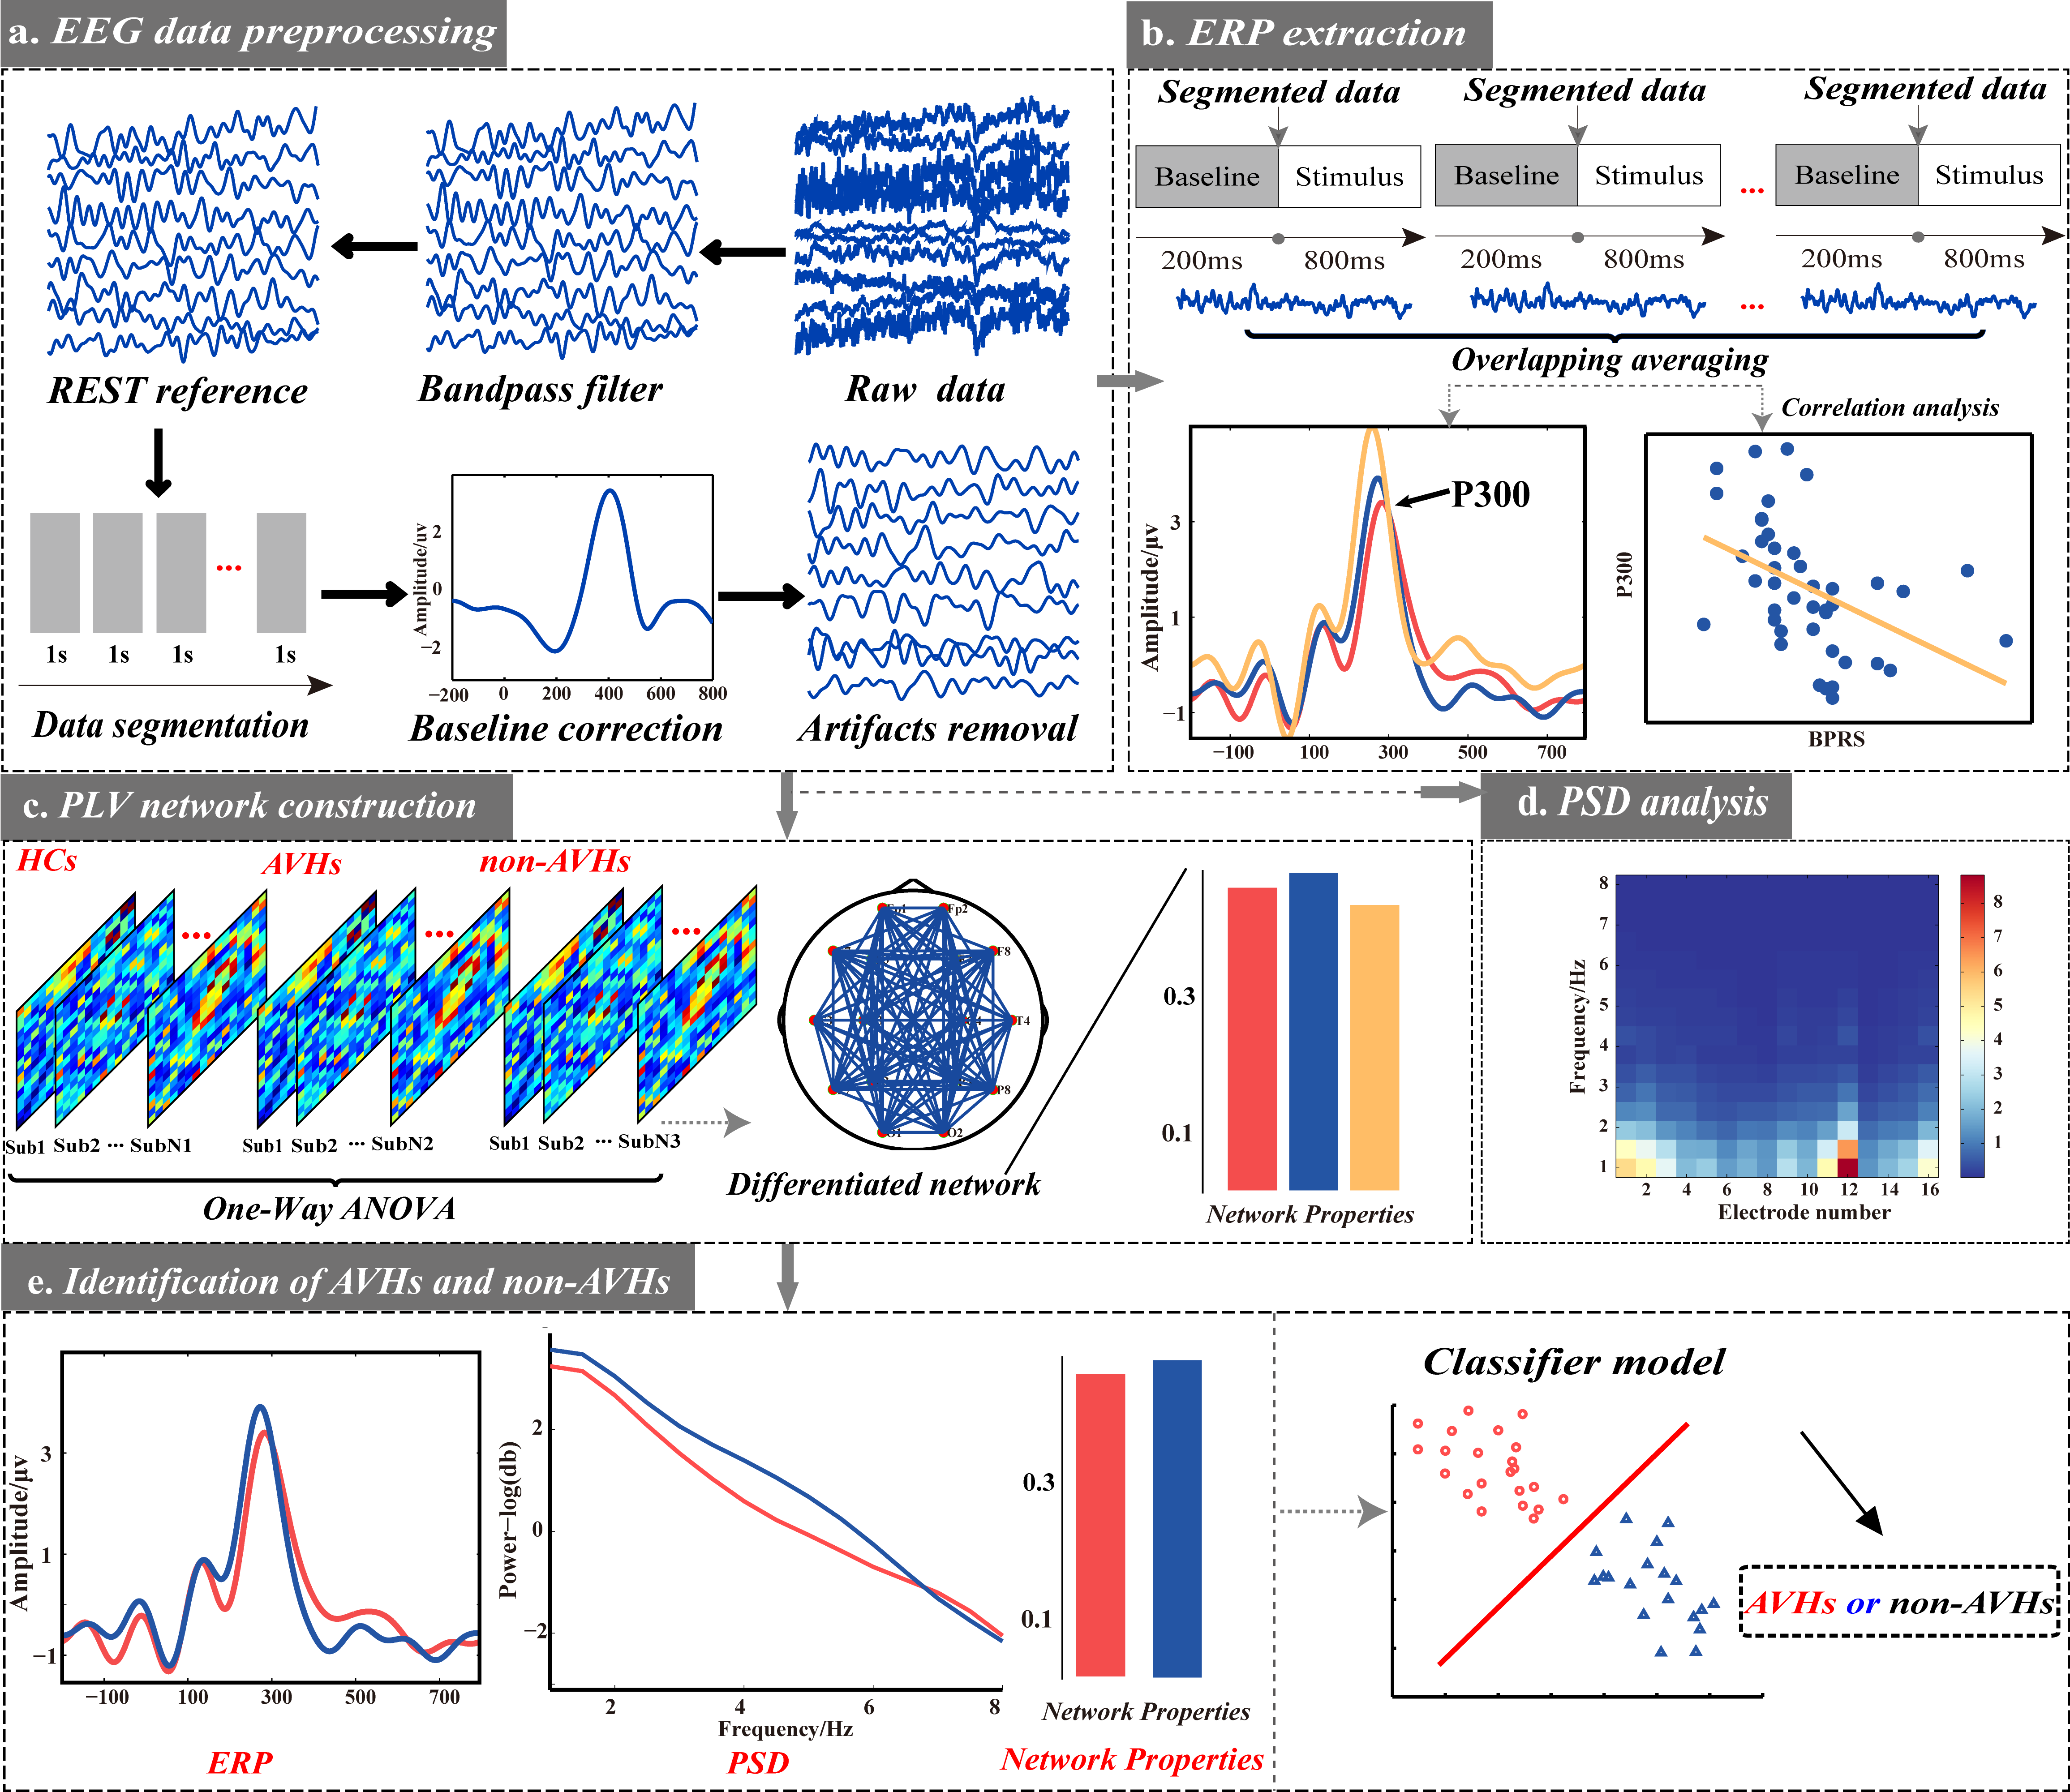 a. EEG data preprocessing
REST reference
Bandpass filter
Raw data
1s 1s 1s ... 1s
Data segmentation
Amplitude/uv
2
0
−2
−200 0 200 400 600 800
Baseline correction
Artifacts removal
b. ERP extraction
Segmented data Segmented data Segmented data
Baseline Stimulus Baseline Stimulus ... Baseline Stimulus
200ms 800ms 200ms 800ms 200ms 800ms
...
Overlapping averaging
Correlation analysis
P300
Amplitude/μv
3
1
−1
−100 100 300 500 700
P300
BPRS
c. PLV network construction
HCs AVHs non-AVHs
... ... ...
Sub1 Sub2 ... SubN1 Sub1 Sub2 ... SubN2 Sub1 Sub2 ... SubN3
One-Way ANOVA
Fp2
F8
T4
P8
O1 O2
Differentiated network
0.3
0.1
Network Properties
d. PSD analysis
Frequency/Hz
8
7
6
5
4
3
2
1
2 4 6 8 10 12 14 16
Electrode number
8
7
6
5
4
3
2
1
e. Identification of AVHs and non-AVHs
Amplitude/μv
3
1
−1
−100 100 300 500 700
ERP
Power−log(db)
2
0
−2
2 4 6 8
Frequency/Hz
PSD
0.3
0.1
Network Properties
Network Properties
Classifier model
AVHs or non-AVHs